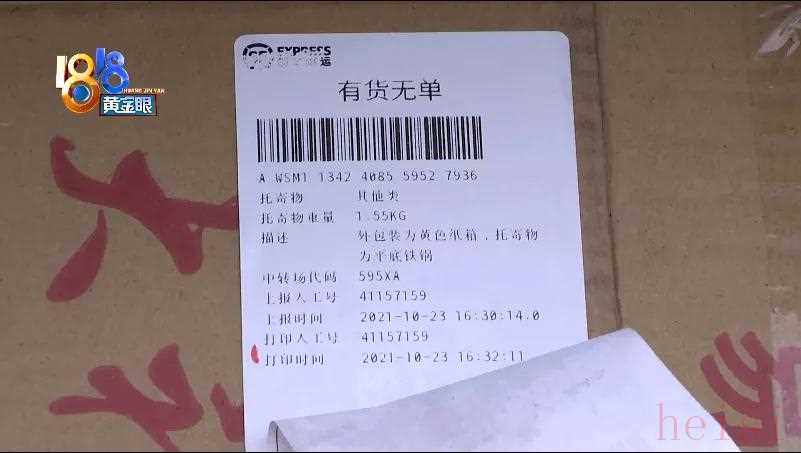 1818
HUANG JIN YAN
黄金眼
EXPRESS
运
有货无单
A WSM1 1342 4085 5952 7936
托寄物 其他类
托寄物重量 1.55KG
描述 外包装为黄色纸箱，托寄物
为平底铁锅
中转场代码 595XA
上报人工号 41157159
上报时间 2021-10-23 16:30:14.0
打印人工号 41157159
打印时间 2021-10-23 16:32:11